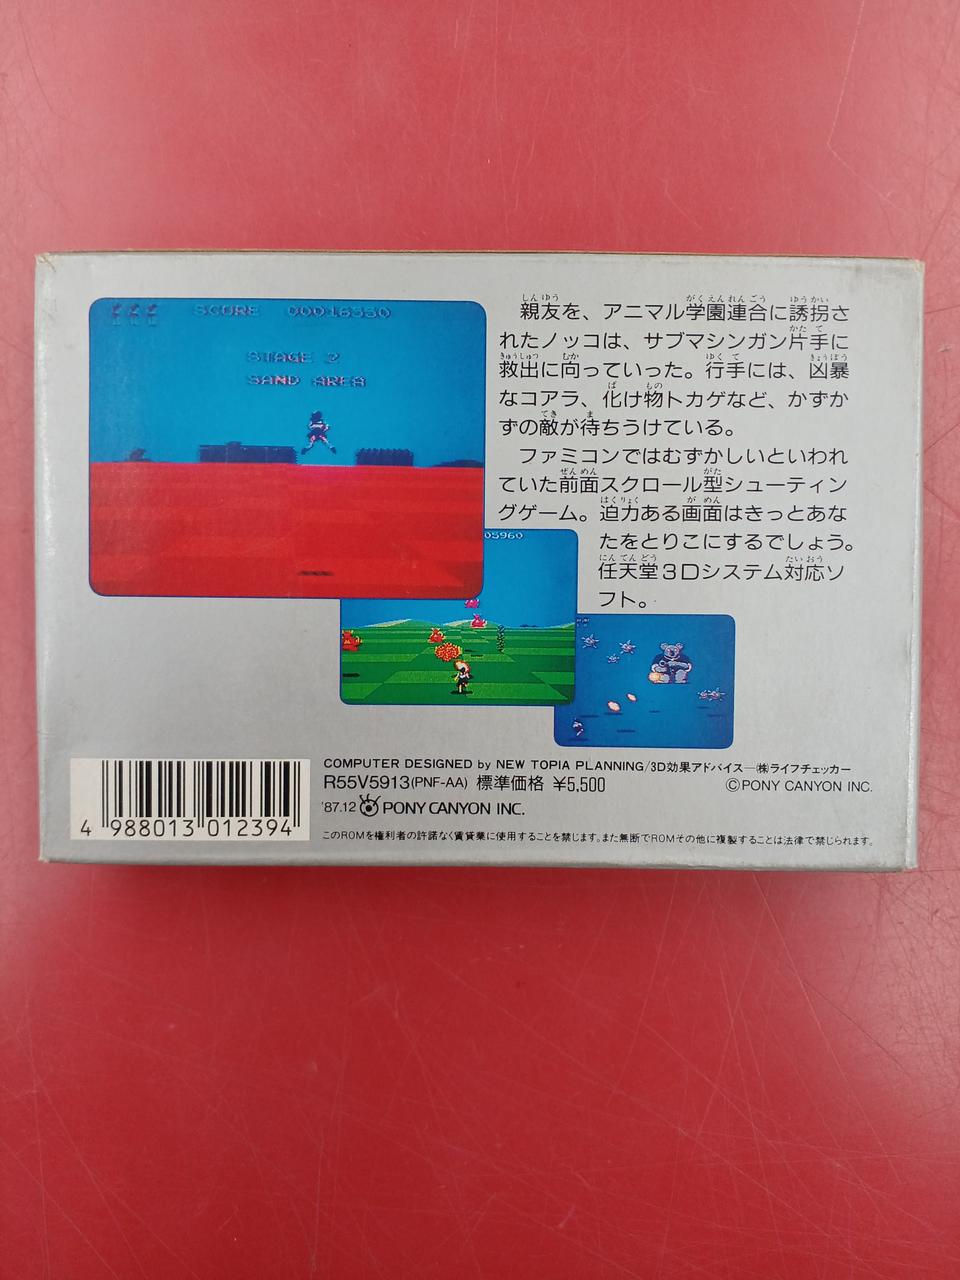 SCORE 00016550
STAGE 2
SAND AREA
05960
親友を、アニマル学園連合に誘拐さ
れたノッコは、サブマシンガン片手に
救出に向っていった。行手には、凶暴
なコアラ、化け物トカゲなど、かずか
ずの敵が待ちうけている。
ファミコンではむずかしいといわれ
ていた前面スクロール型シューティン
グゲーム。迫力ある画面はきっとあな
たをとりこにするでしょう。
任天堂3Dシステム対応ソ
フト。
COMPUTER DESIGNED by NEW TOPIA PLANNING/3D効果アドバイス—㈱ライフチェッカー
R55V5913(PNF-AA) 標準価格 ¥5,500
©PONY CANYON INC.
'87.12 PONY CANYON INC.
このROMを権利者の許諾なく賃貸業に使用することを禁じます。また無断でROMその他に複製することは法律で禁じられます。
4 988013 012394